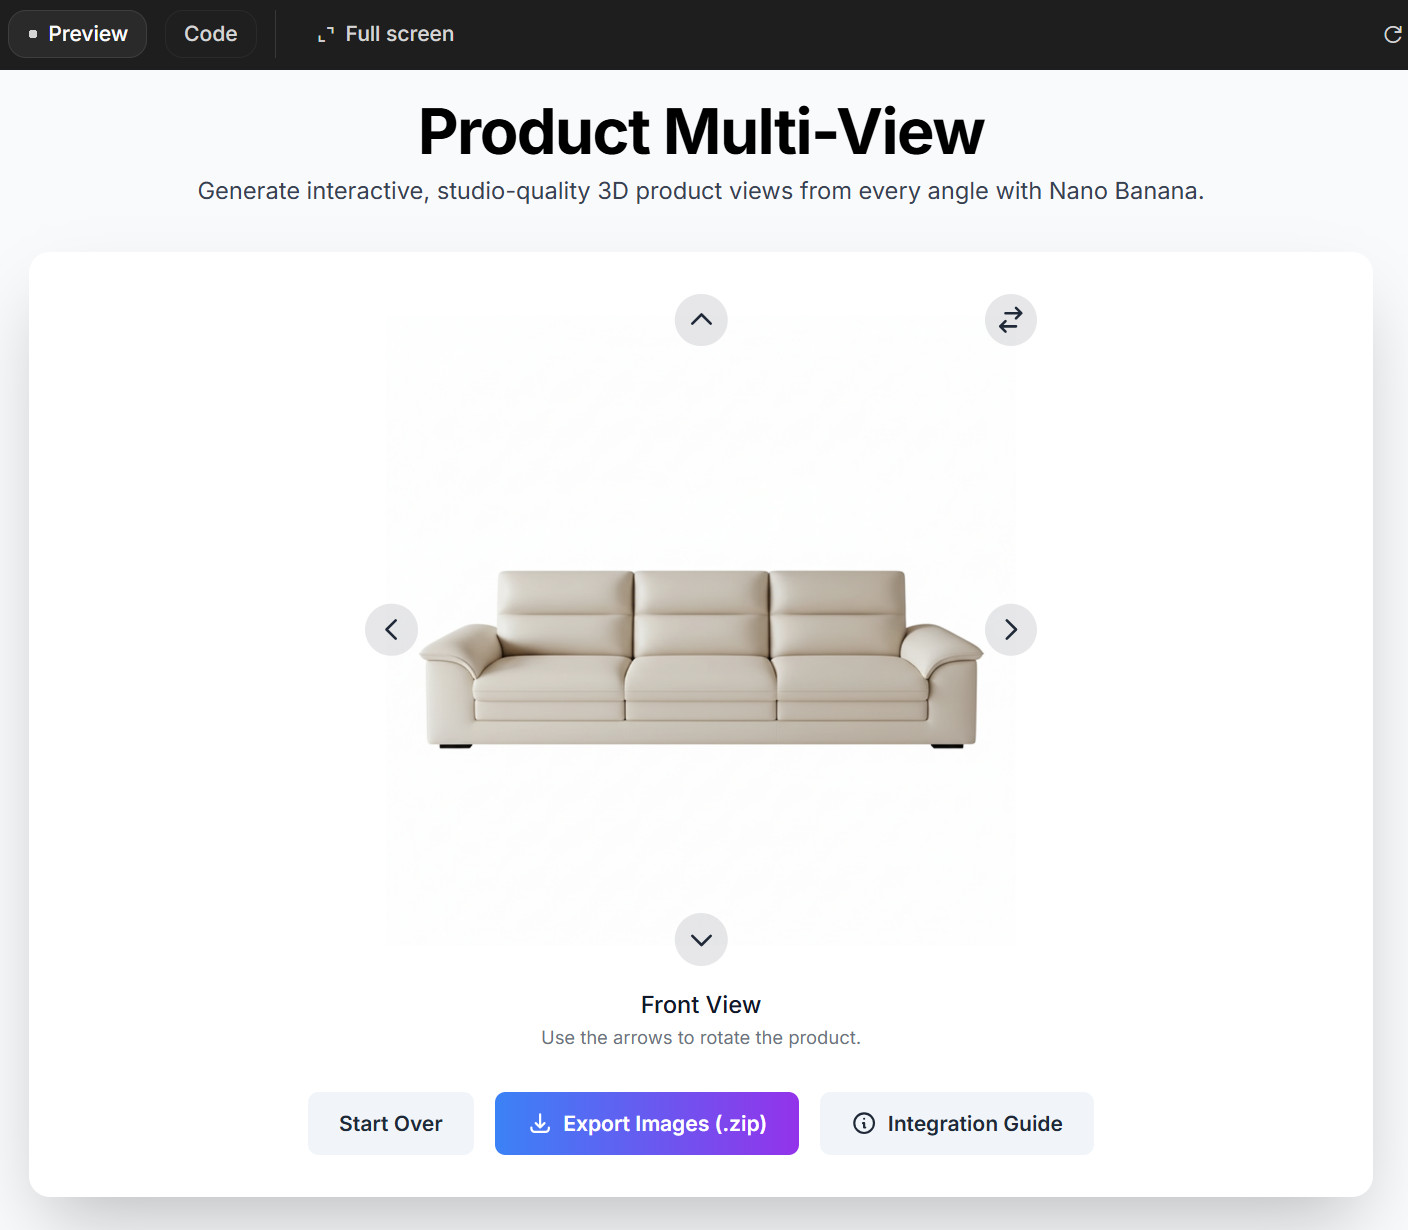 Preview
Code
Full screen
Product Multi-View
Generate interactive, studio-quality 3D product views from every angle with Nano Banana.
Front View
Use the arrows to rotate the product.
Start Over
Export Images (.zip)
Integration Guide